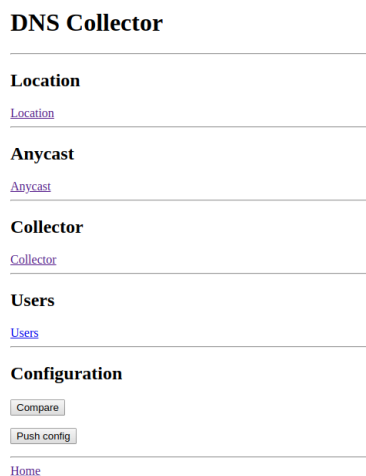 DNS Collector
Location
Location
Anycast
Anycast
Collector
Collector
Users
Users
Configuration
Compare
Push config
Home